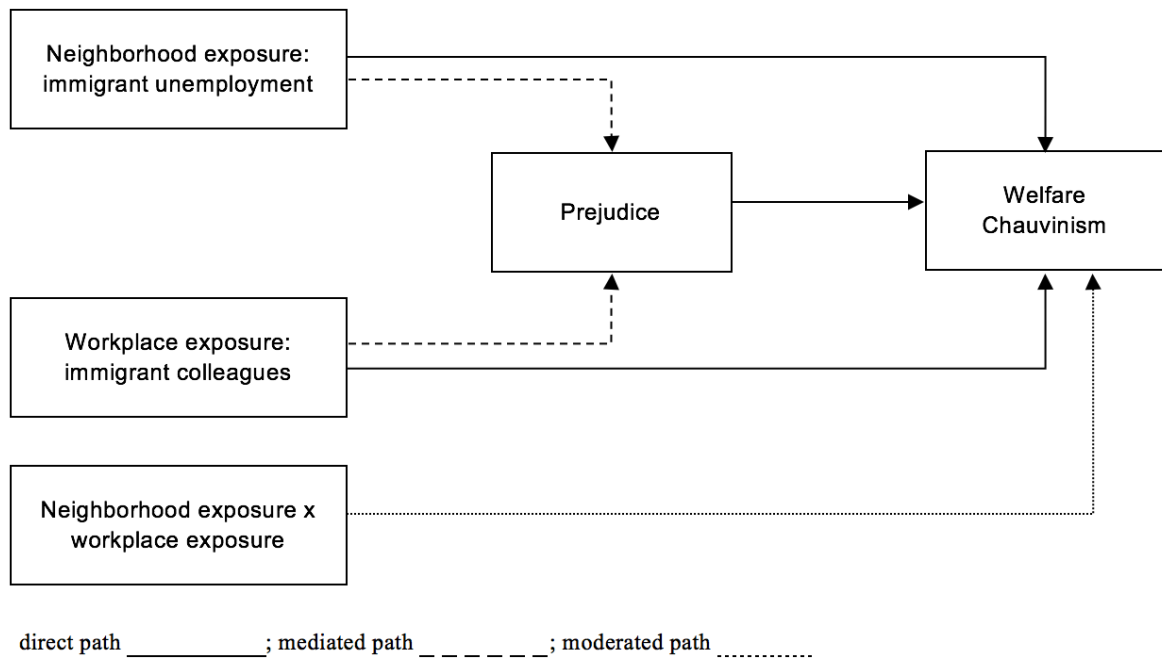 Neighborhood exposure:
immigrant unemployment
Prejudice
Welfare
Chauvinism
Workplace exposure:
immigrant colleagues
Neighborhood exposure x
workplace exposure
direct path ____________; mediated path _ _ _ _ _ _; moderated path ............